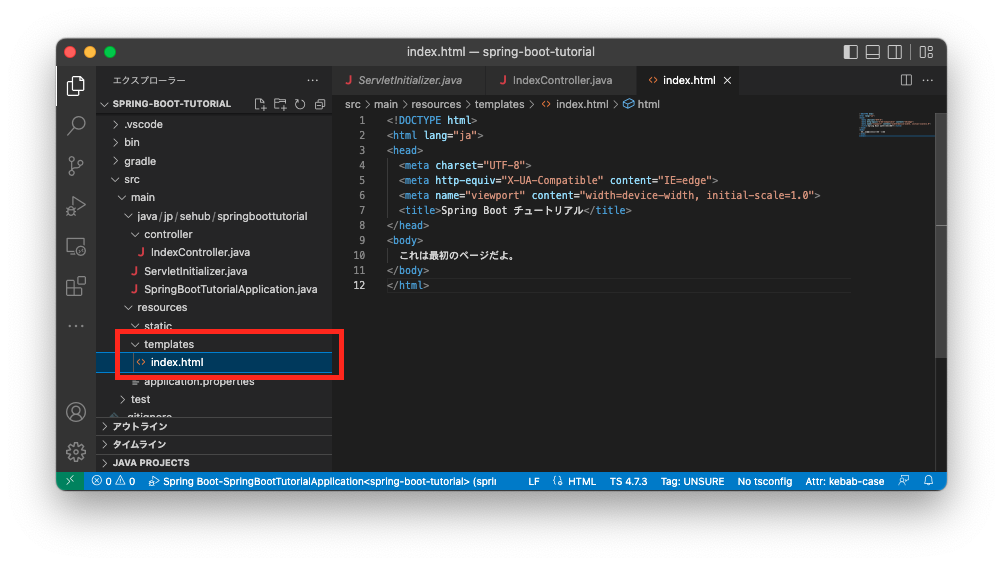 index.html — spring-boot-tutorial
エクスプローラー
ServletInitializer.java
IndexController.java
index.html
SPRING-BOOT-TUTORIAL
src > main > resources > templates > index.html > html
.vscode
bin
gradle
src
main
java/jp/sehub/springboottutorial
controller
IndexController.java
ServletInitializer.java
SpringBootTutorialApplication.java
resources
static
templates
index.html
application.properties
test
.gitignore
アウトライン
タイムライン
JAVA PROJECTS
1 <!DOCTYPE html>
2 <html lang="ja">
3 <head>
4 <meta charset="UTF-8">
5 <meta http-equiv="X-UA-Compatible" content="IE=edge">
6 <meta name="viewport" content="width=device-width, initial-scale=1.0">
7 <title>Spring Boot チュートリアル</title>
8 </head>
9 <body>
10 これは最初のページだよ。
11 </body>
12 </html>
0 0 Spring Boot-SpringBootTutorialApplication<spring-boot-tutorial> (sprin LF HTML TS 4.7.3 Tag: UNSURE No tsconfig Attr: kebab-case